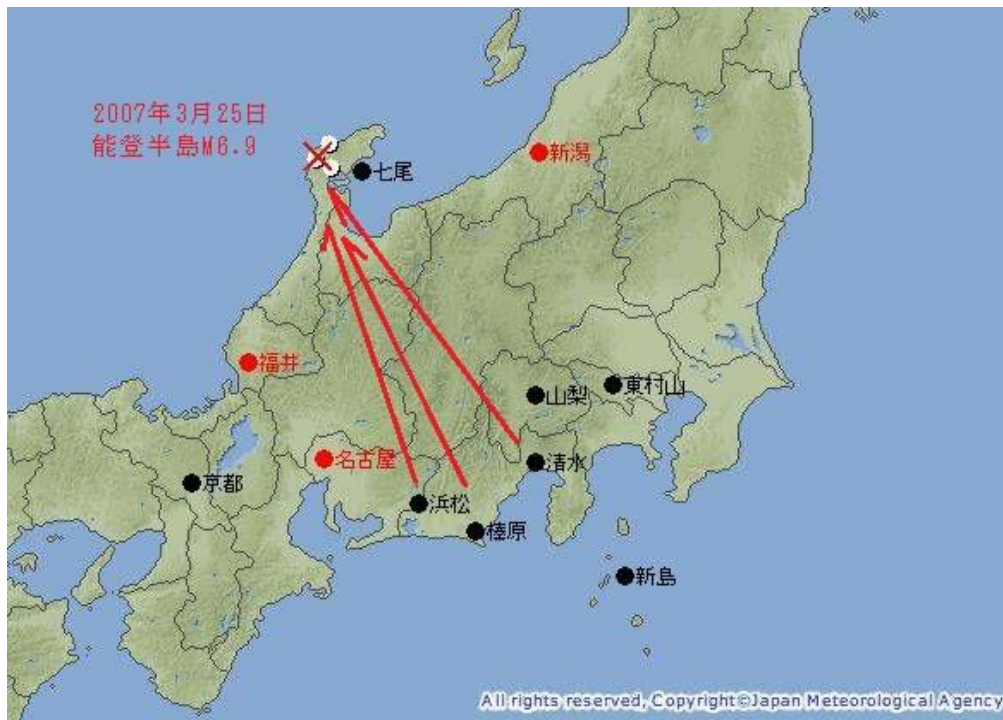 2007年3月25日
能登半島M6.9
七尾
新潟
福井
山梨
東村山
名古屋
清水
京都
浜松
榛原
新島
All rights reserved, Copyright©Japan Meteorological Agency